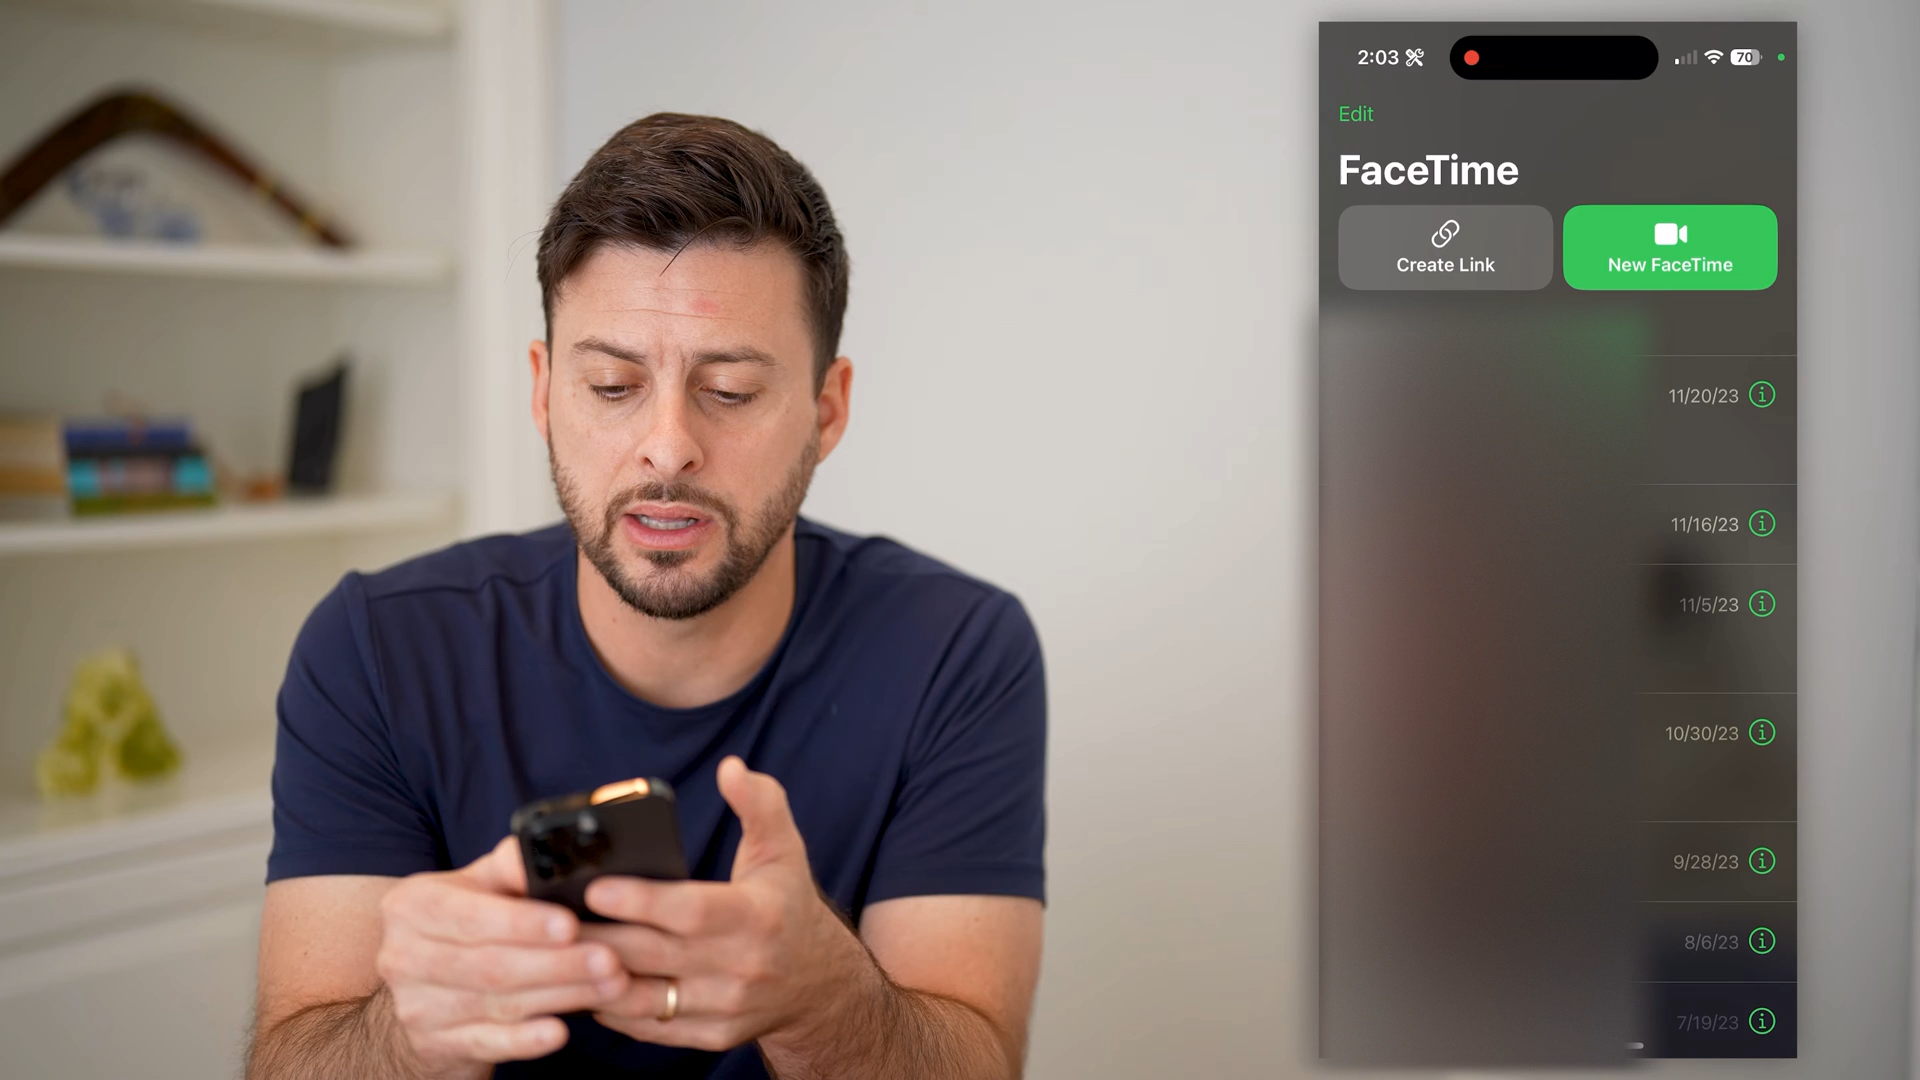 2:03
70
Edit
FaceTime
Create Link
New FaceTime
11/20/23
11/16/23
11/5/23
10/30/23
9/28/23
8/6/23
7/19/23